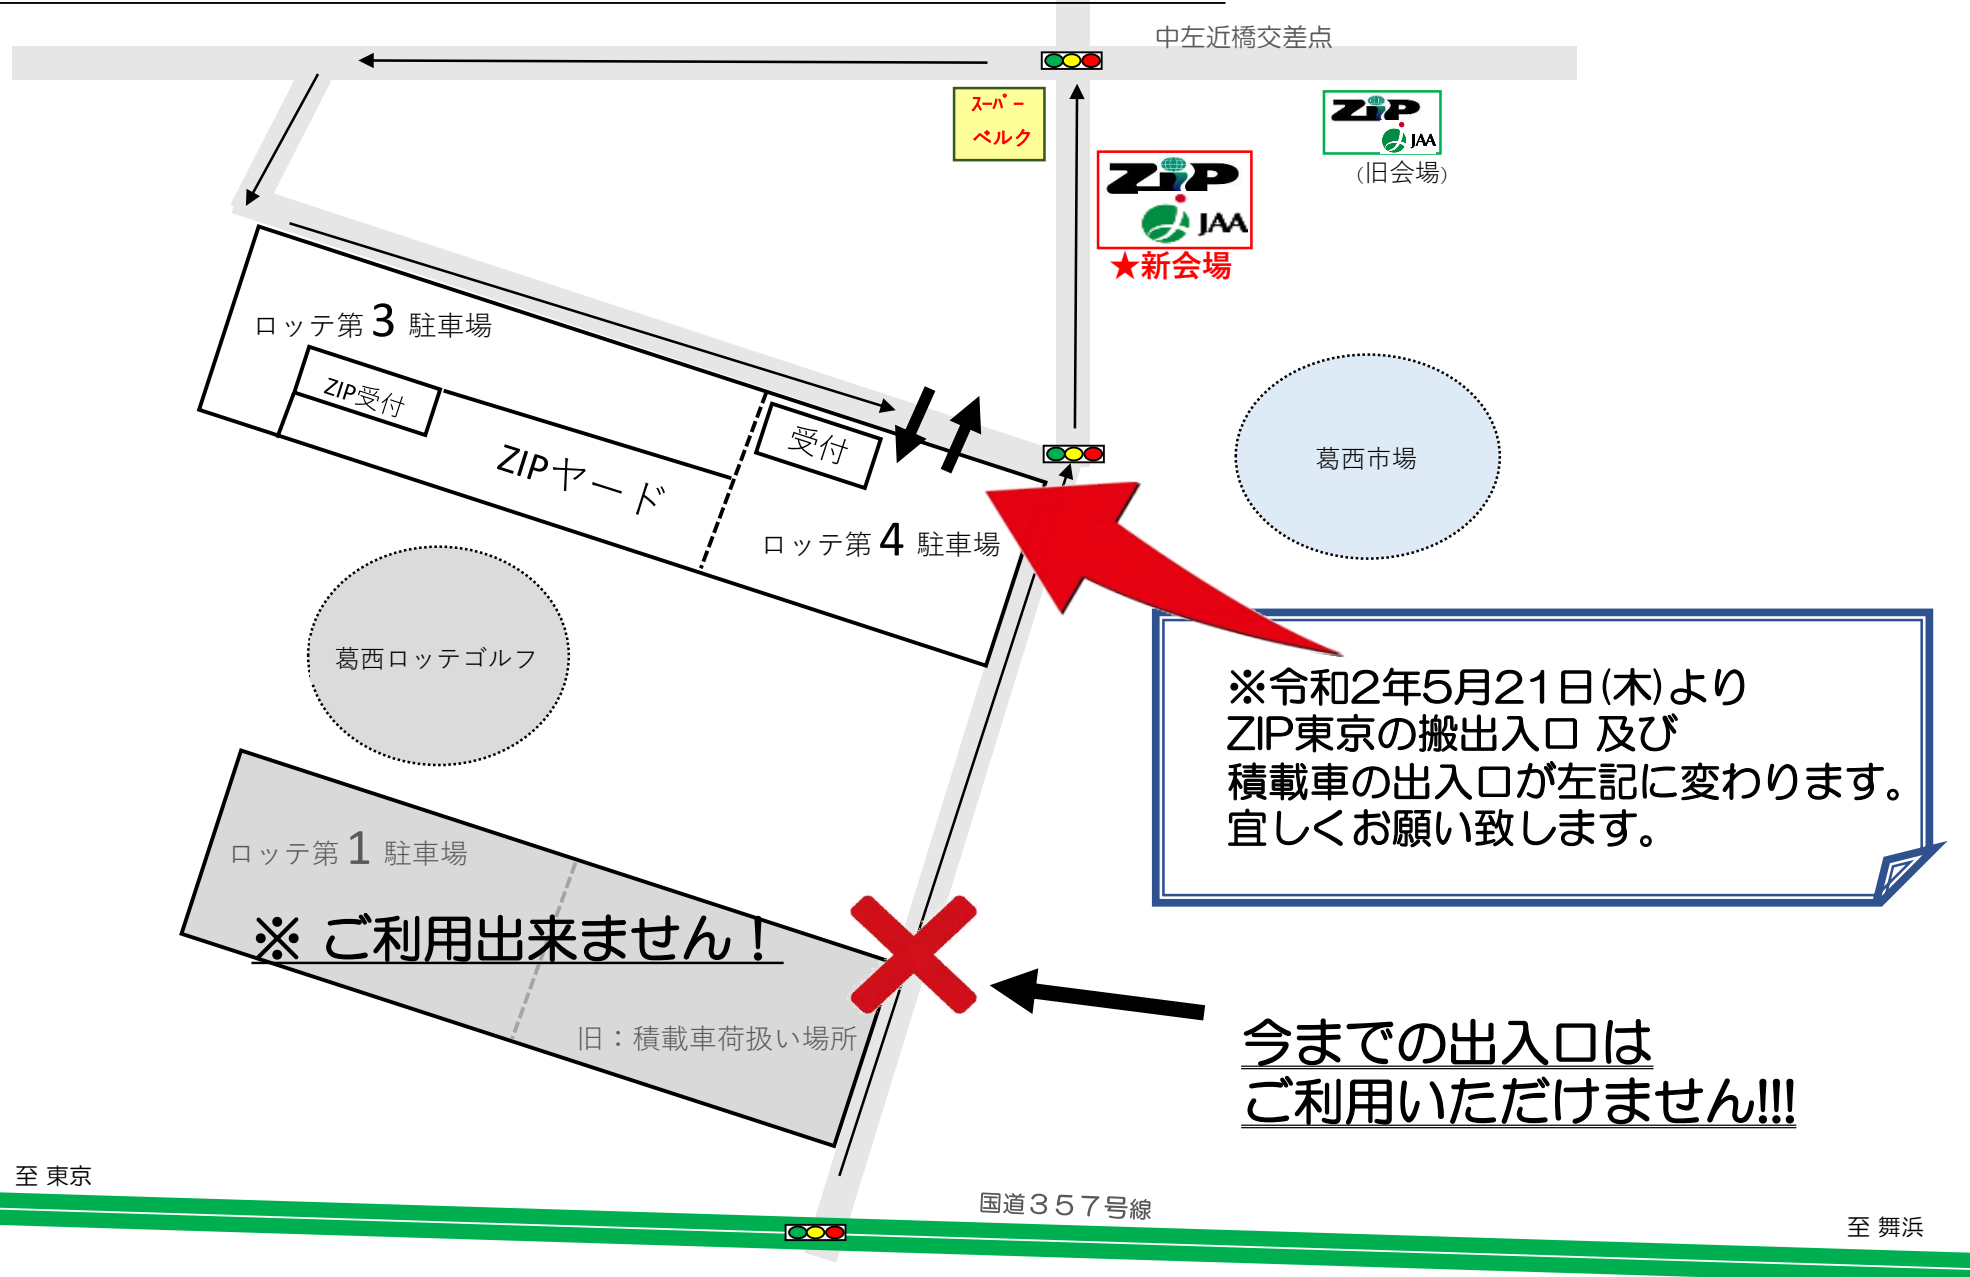 中左近橋交差点
スーパー
ベルク
ZiP
JAA
(旧会場)
ZiP
JAA
★新会場
ロッテ第3 駐車場
ZIP受付
ZIPヤード
受付
ロッテ第4 駐車場
葛西市場
葛西ロッテゴルフ
※令和2年5月21日(木)より
ZIP東京の搬出入口 及び
積載車の出入口が左記に変わります。
宜しくお願い致します。
ロッテ第1 駐車場
※ ご利用出来ません！
旧：積載車荷扱い場所
今までの出入口は
ご利用いただけません!!!
至 東京
国道３５７号線
至 舞浜